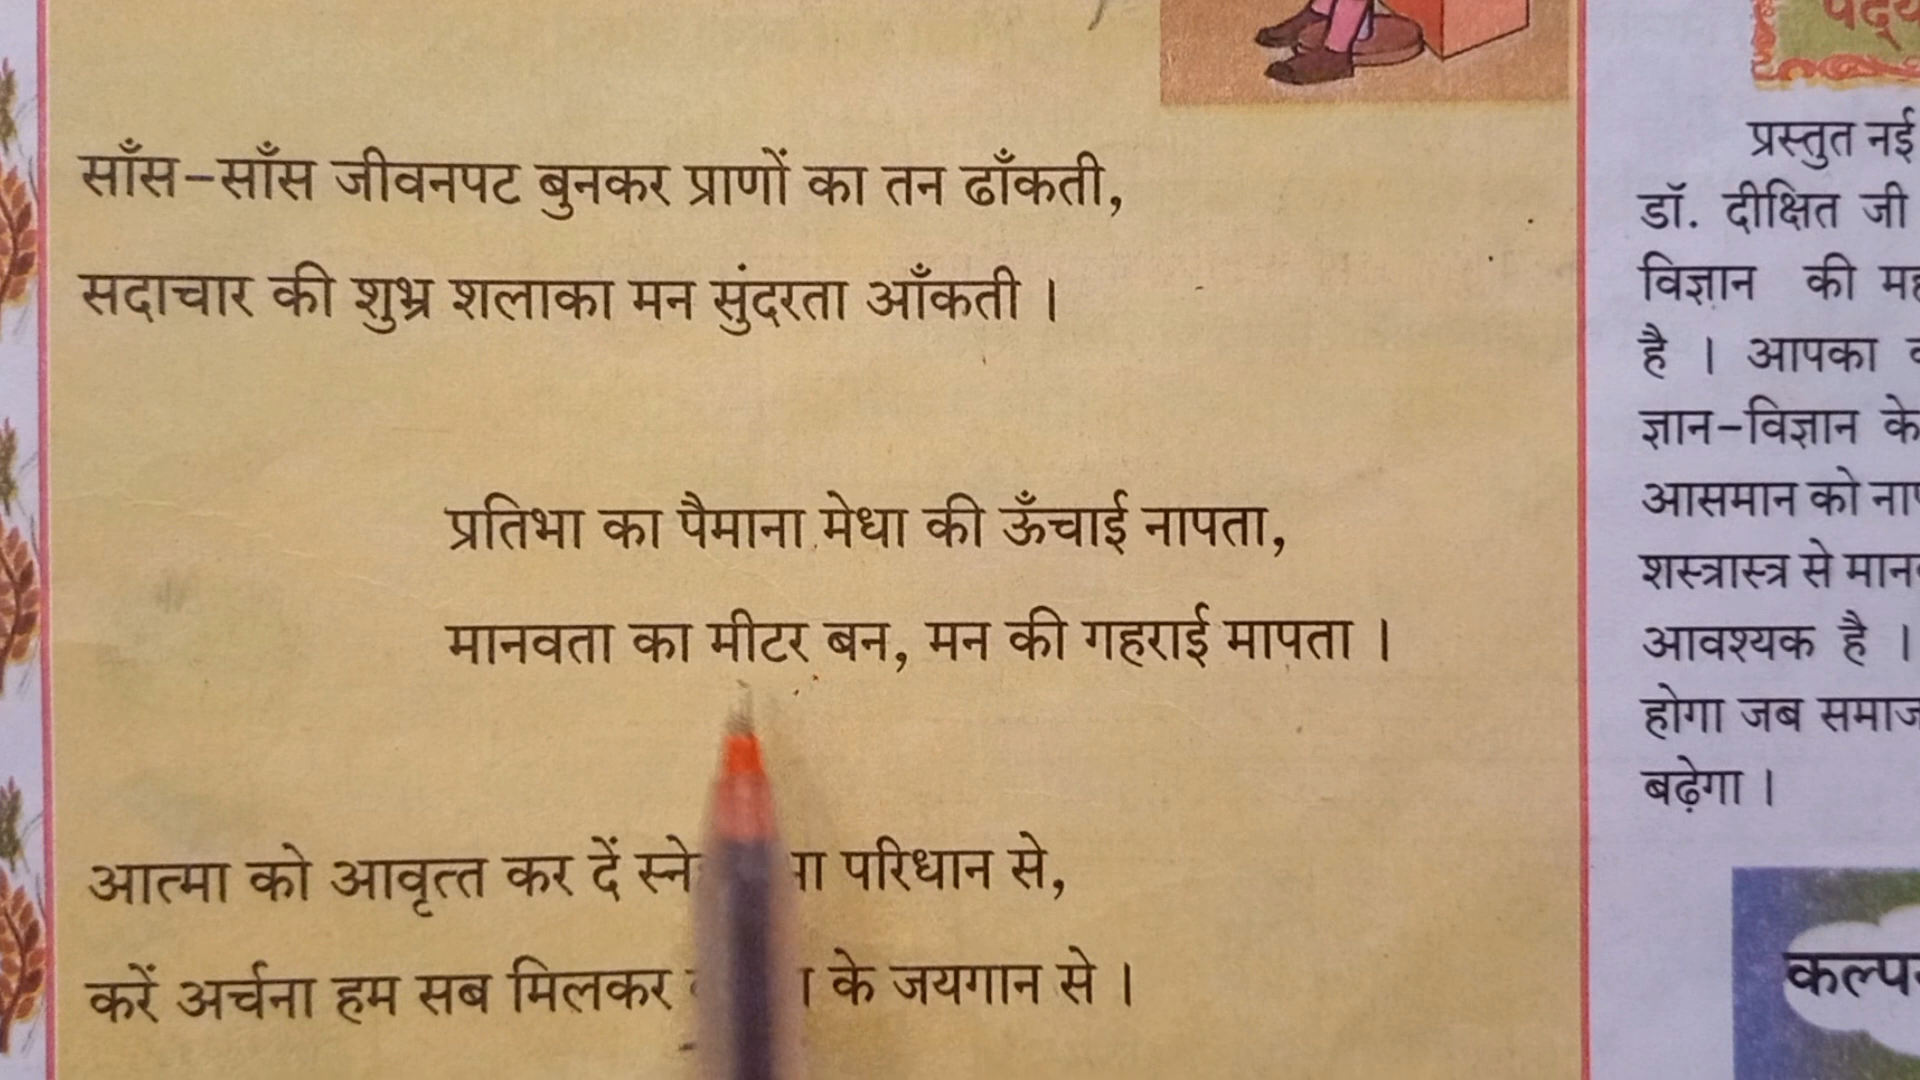 साँस-साँस जीवनपट बुनकर प्राणों का तन ढाँकती,
सदाचार की शुभ्र शलाका मन सुंदरता आँकती ।
प्रतिभा का पैमाना मेधा की ऊँचाई नापता,
मानवता का मीटर बन, मन की गहराई मापता ।
आत्मा को आवृत्त कर दें परिधान से,
करें अर्चना हम सब मिलकर के जयगान से ।
प्रस्तुत नई
डॉ. दीक्षित जी
विज्ञान की
है । आपका
ज्ञान-विज्ञान के
आसमान को
शस्त्रास्त्र से
आवश्यक है ।
होगा जब
बढ़ेगा ।